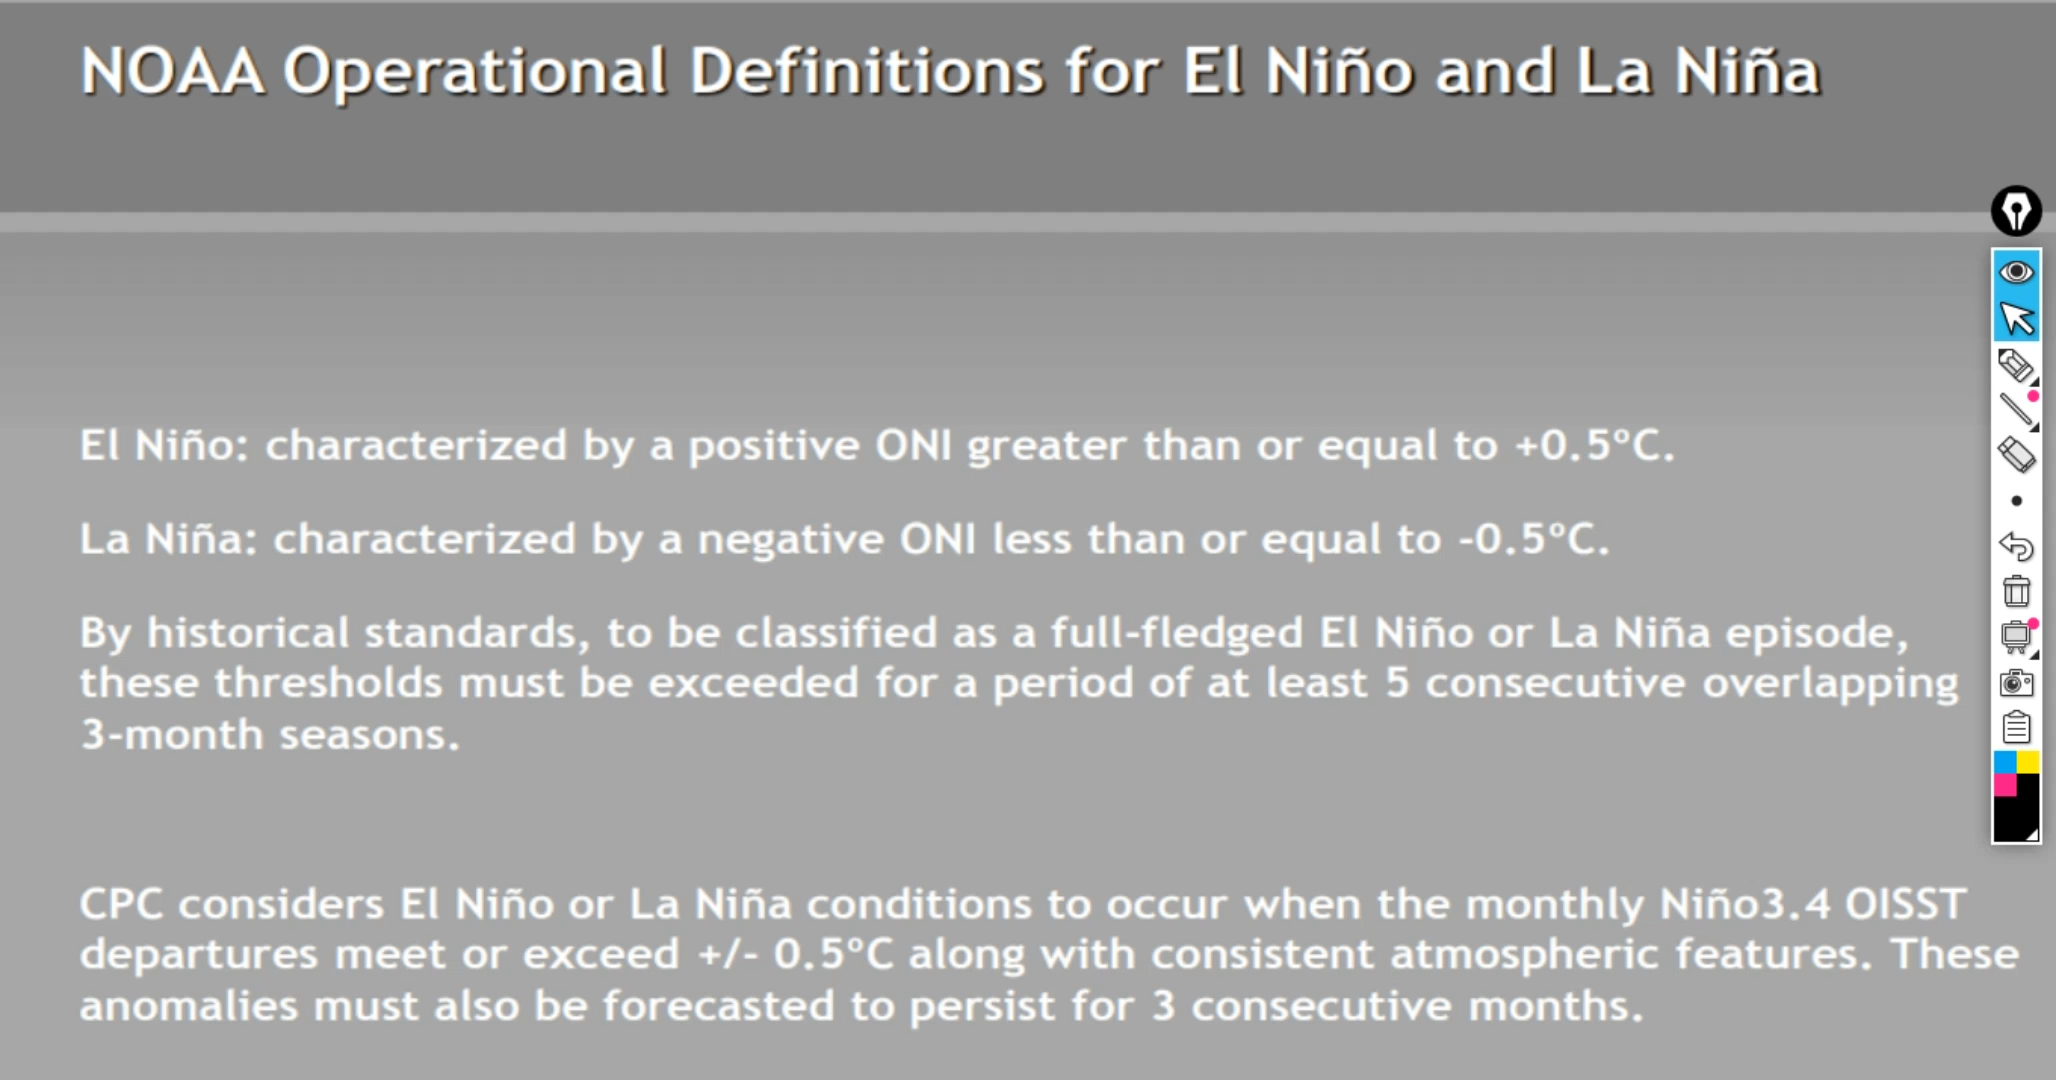 NOAA Operational Definitions for El Niño and La Niña
El Niño: characterized by a positive ONI greater than or equal to +0.5ºC.
La Niña: characterized by a negative ONI less than or equal to -0.5ºC.
By historical standards, to be classified as a full-fledged El Niño or La Niña episode,
these thresholds must be exceeded for a period of at least 5 consecutive overlapping
3-month seasons.
CPC considers El Niño or La Niña conditions to occur when the monthly Niño3.4 OISST
departures meet or exceed +/- 0.5ºC along with consistent atmospheric features. These
anomalies must also be forecasted to persist for 3 consecutive months.